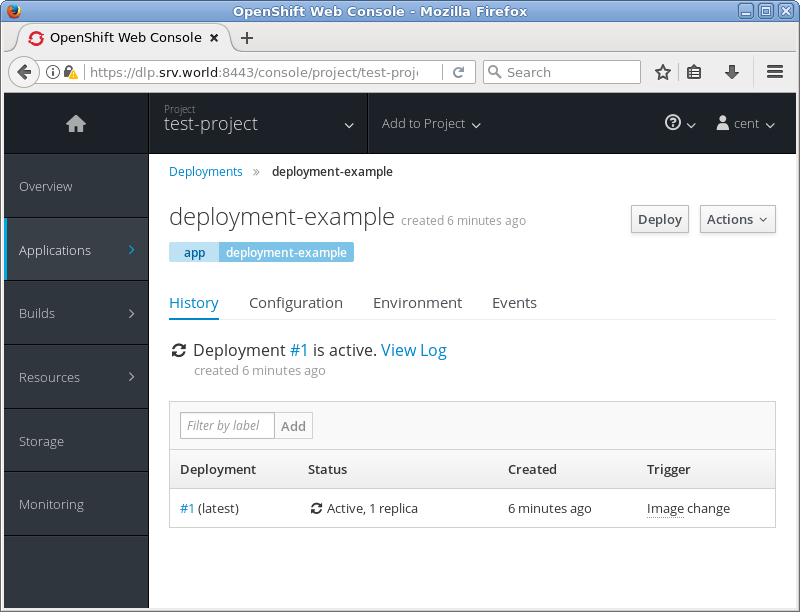 OpenShift Web Console - Mozilla Firefox
OpenShift Web Console
https://dlp.srv.world:8443/console/project/test-proj
Search
Project
test-project
Add to Project
cent
Overview
Applications
Builds
Resources
Storage
Monitoring
Deployments » deployment-example
deployment-example created 6 minutes ago
Deploy
Actions
app deployment-example
History Configuration Environment Events
Deployment #1 is active. View Log
created 6 minutes ago
Filter by label Add
Deployment Status Created Trigger
#1 (latest) Active, 1 replica 6 minutes ago Image change